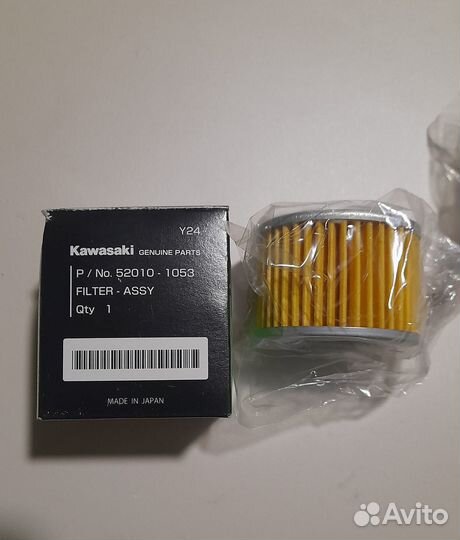 Y24
Kawasaki GENUINE PARTS
P / No. 52010 - 1053
FILTER - ASSY
Qty 1
MADE IN JAPAN
Avito